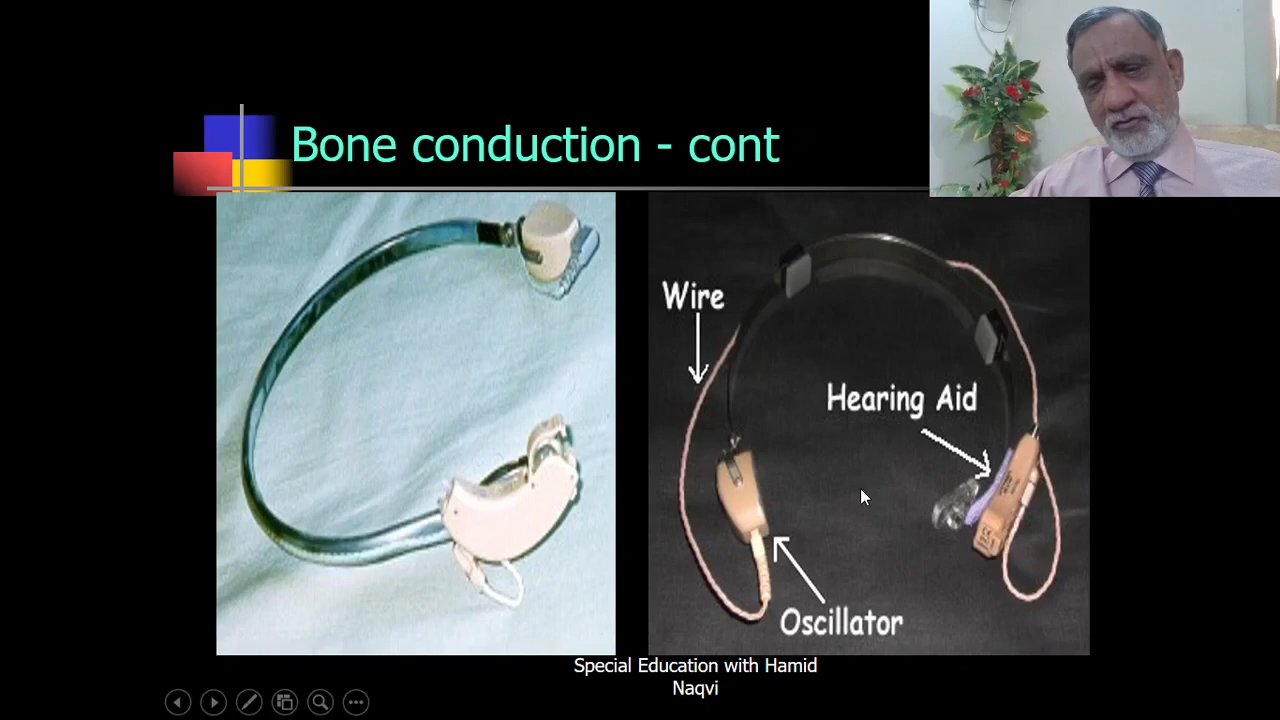 Bone conduction - cont
Wire
Hearing Aid
Oscillator
Special Education with Hamid
Naqvi